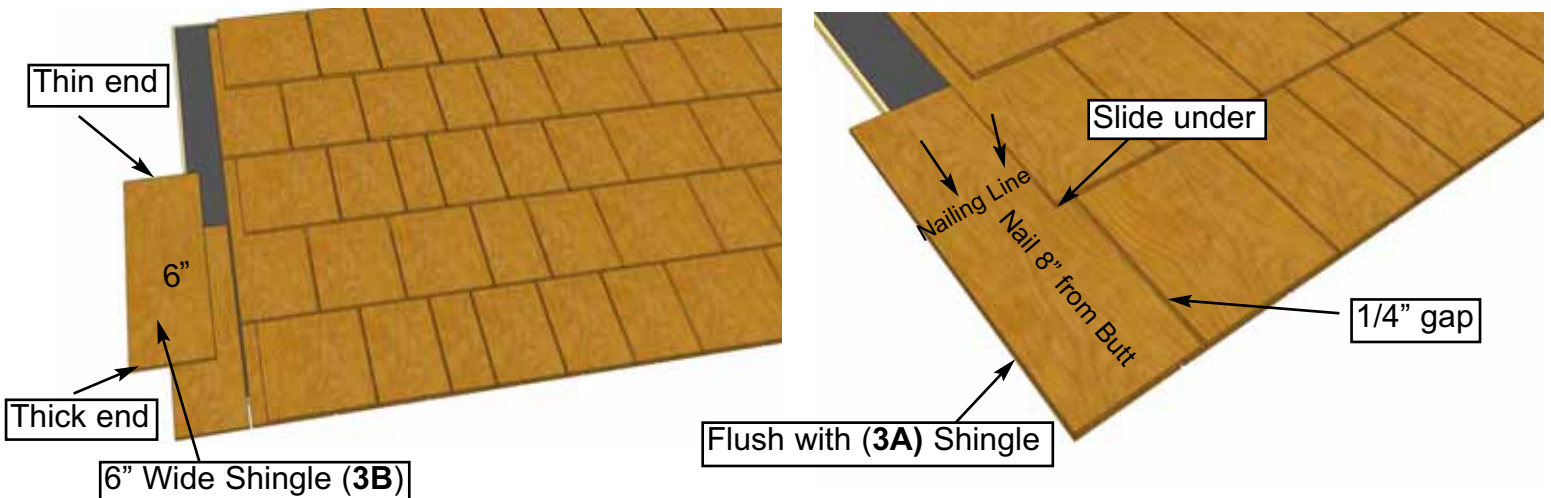 Thin end
6”
Thick end
6” Wide Shingle (3B)
Slide under
Nailing Line
Nail 8” from Butt
1/4” gap
Flush with (3A) Shingle